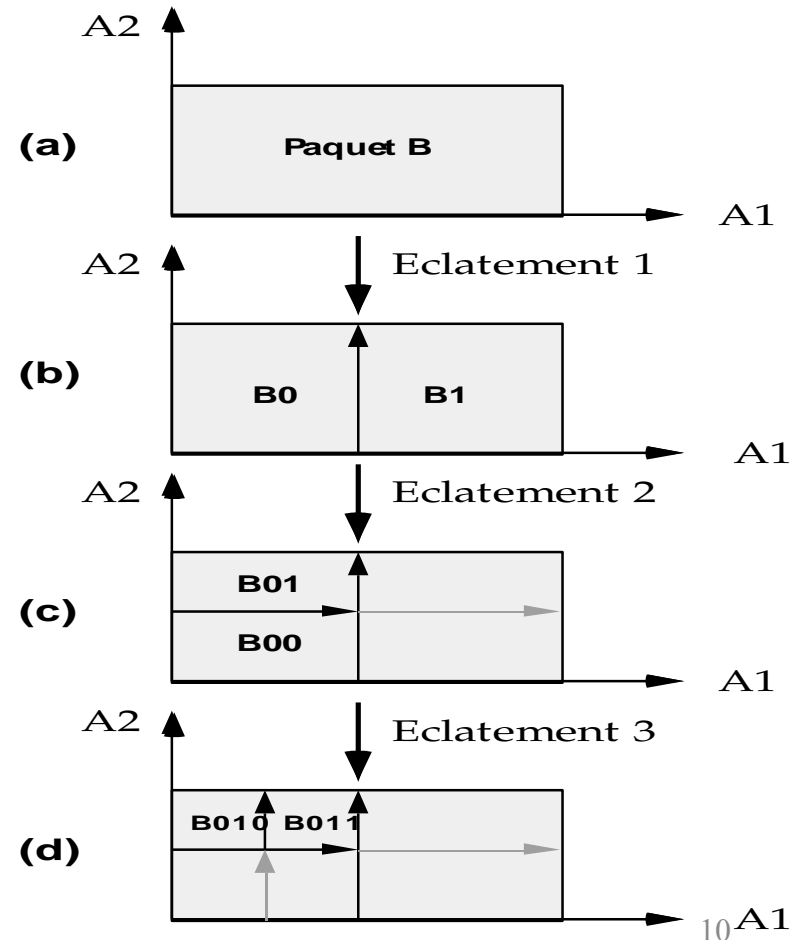 A2
(a)
Paquet B
A1
A2
Eclatement 1
(b)
B0 B1
A1
A2
Eclatement 2
B01
(c)
B00
A1
A2
Eclatement 3
B010 B011
(d)
10 A1